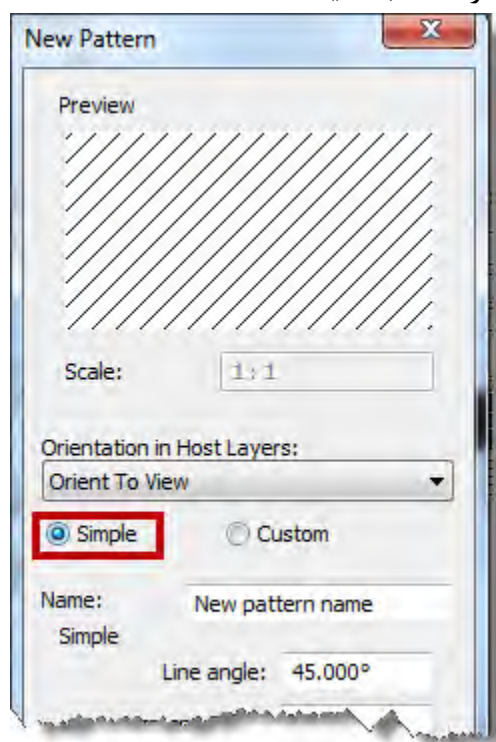 New Pattern
Preview
Scale: 1:1
Orientation in Host Layers:
Orient To View
Simple Custom
Name: New pattern name
Simple
Line angle: 45.000°